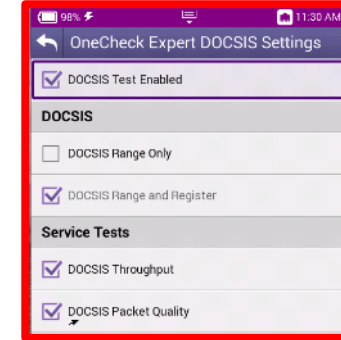 98% 11:30 AM
OneCheck Expert DOCSIS Settings
DOCSIS Test Enabled
DOCSIS
DOCSIS Range Only
DOCSIS Range and Register
Service Tests
DOCSIS Throughput
DOCSIS Packet Quality